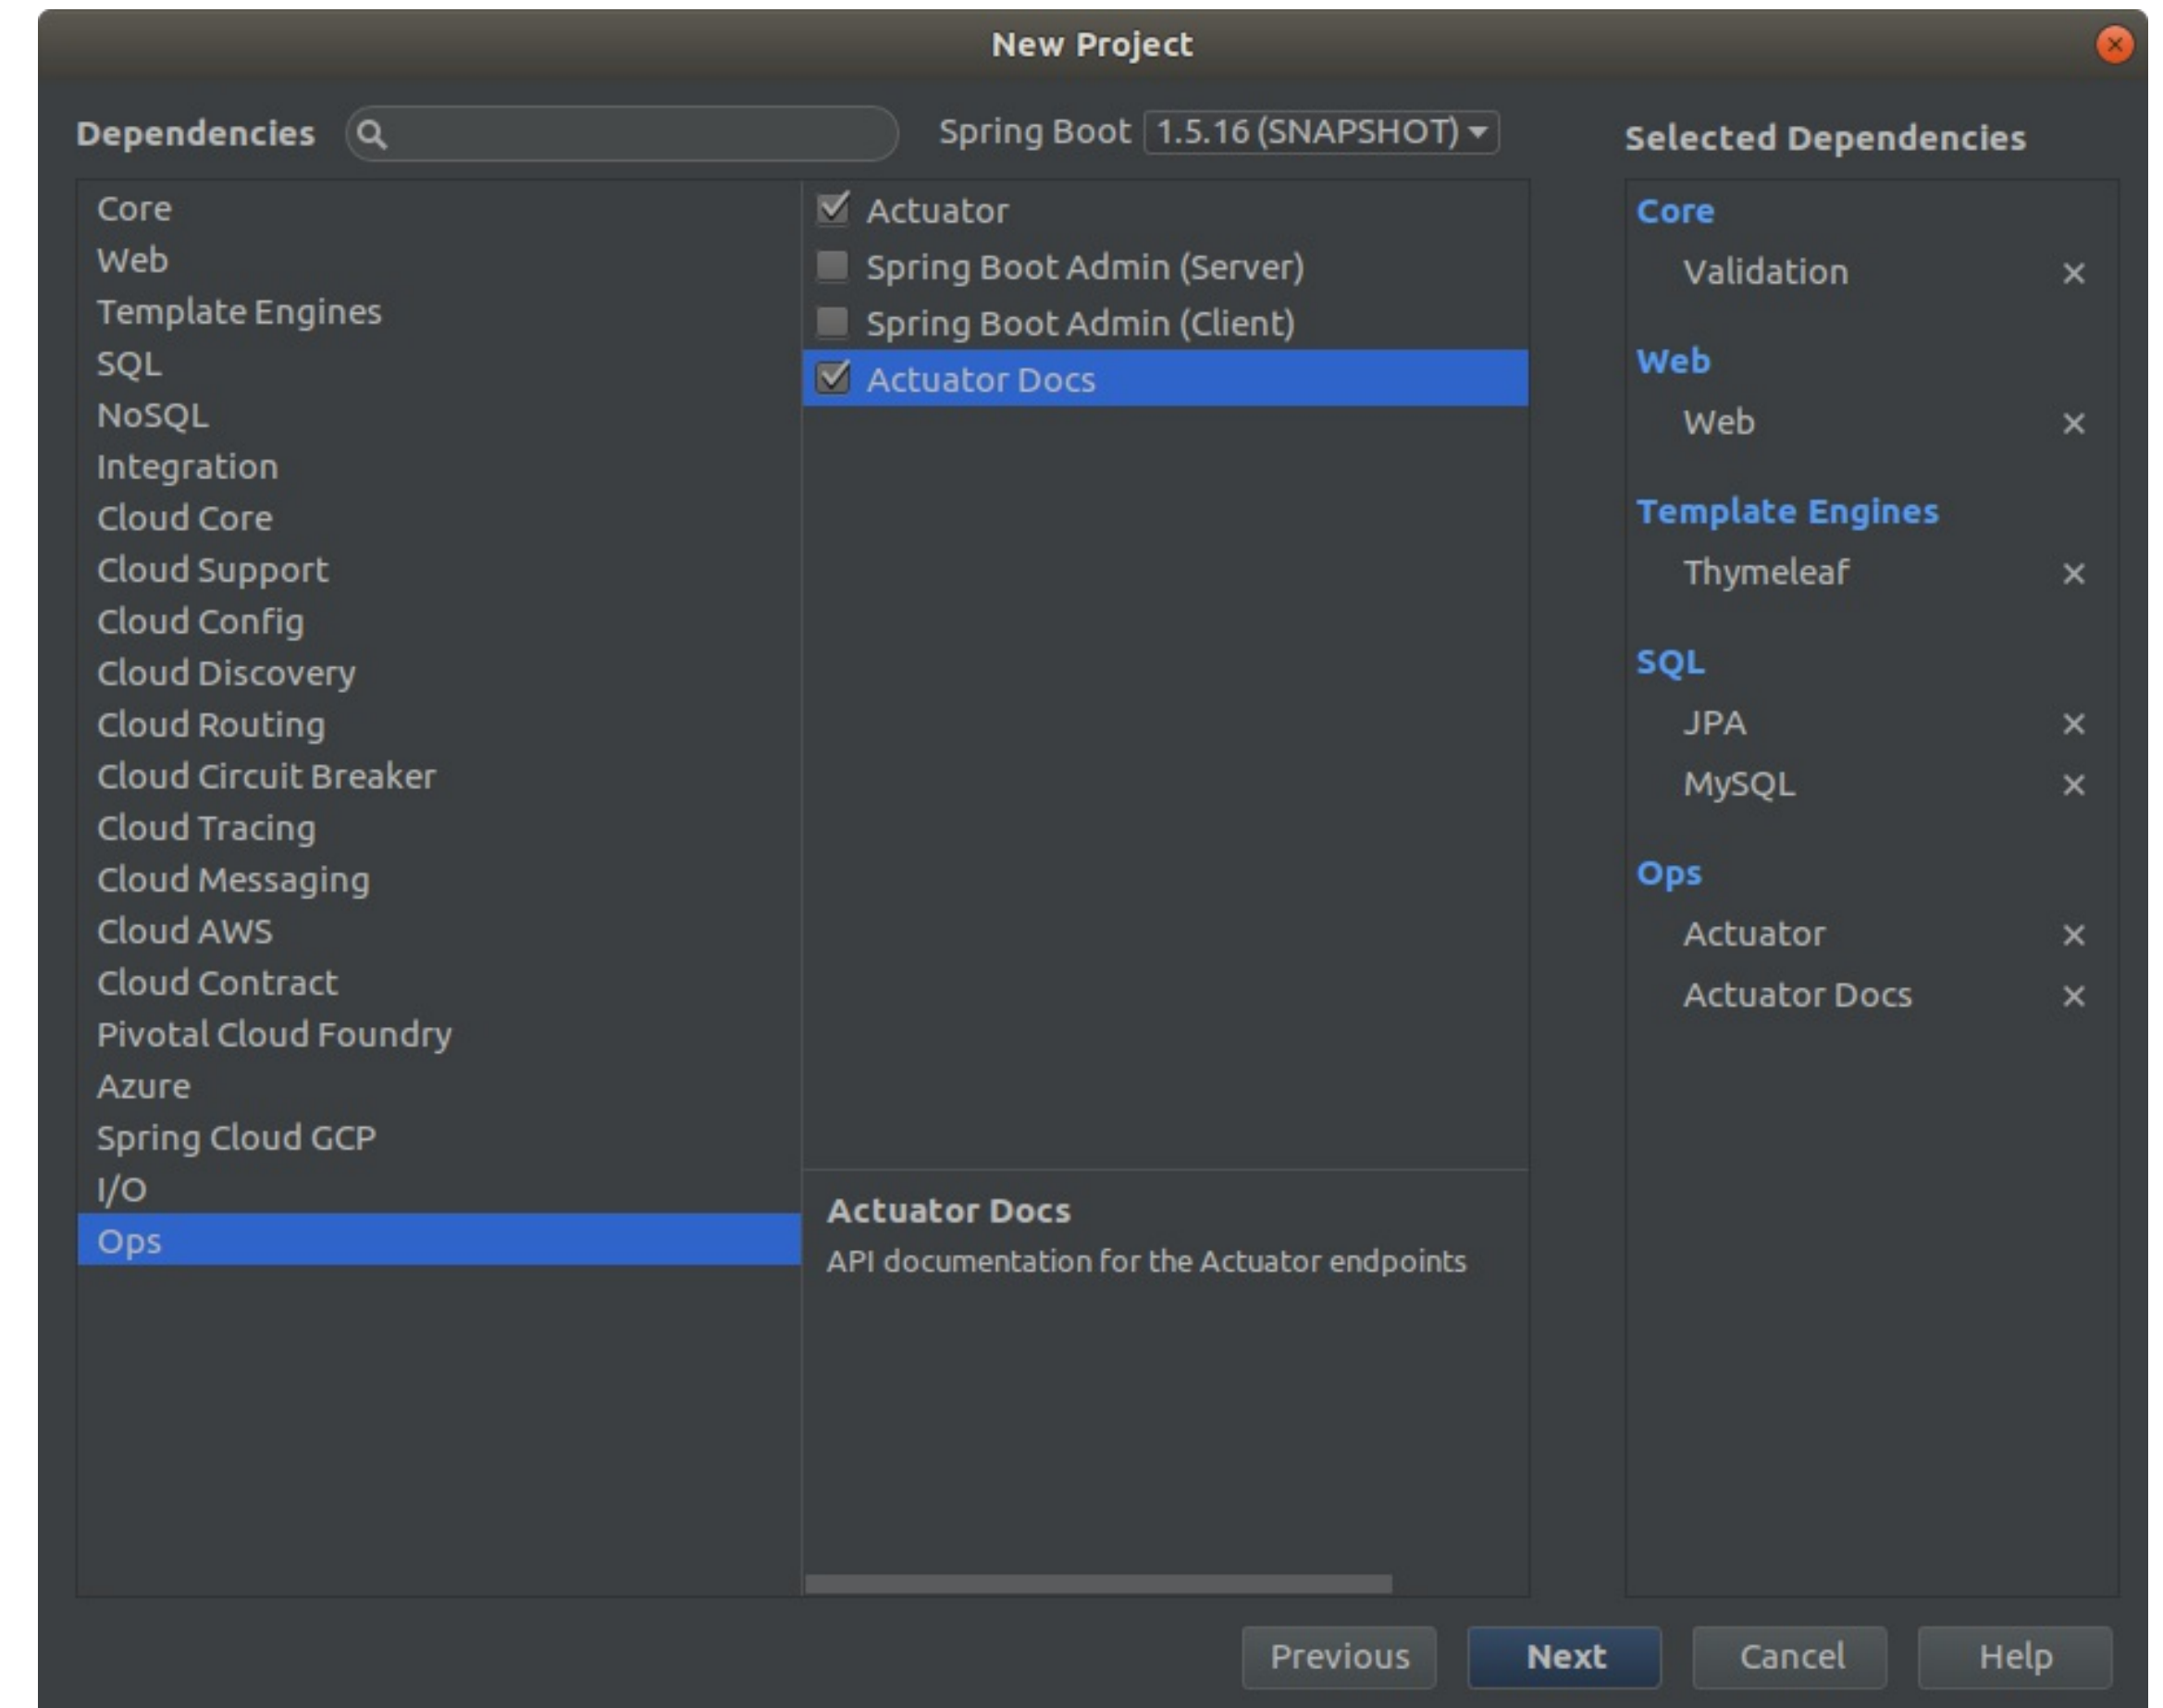 New Project
Dependencies
Spring Boot 1.5.16 (SNAPSHOT)
Selected Dependencies
Core
Web
Template Engines
SQL
NoSQL
Integration
Cloud Core
Cloud Support
Cloud Config
Cloud Discovery
Cloud Routing
Cloud Circuit Breaker
Cloud Tracing
Cloud Messaging
Cloud AWS
Cloud Contract
Pivotal Cloud Foundry
Azure
Spring Cloud GCP
I/O
Ops
Actuator
Spring Boot Admin (Server)
Spring Boot Admin (Client)
Actuator Docs
Actuator Docs
API documentation for the Actuator endpoints
Core
Validation
Web
Web
Template Engines
Thymeleaf
SQL
JPA
MySQL
Ops
Actuator
Actuator Docs
Previous
Next
Cancel
Help